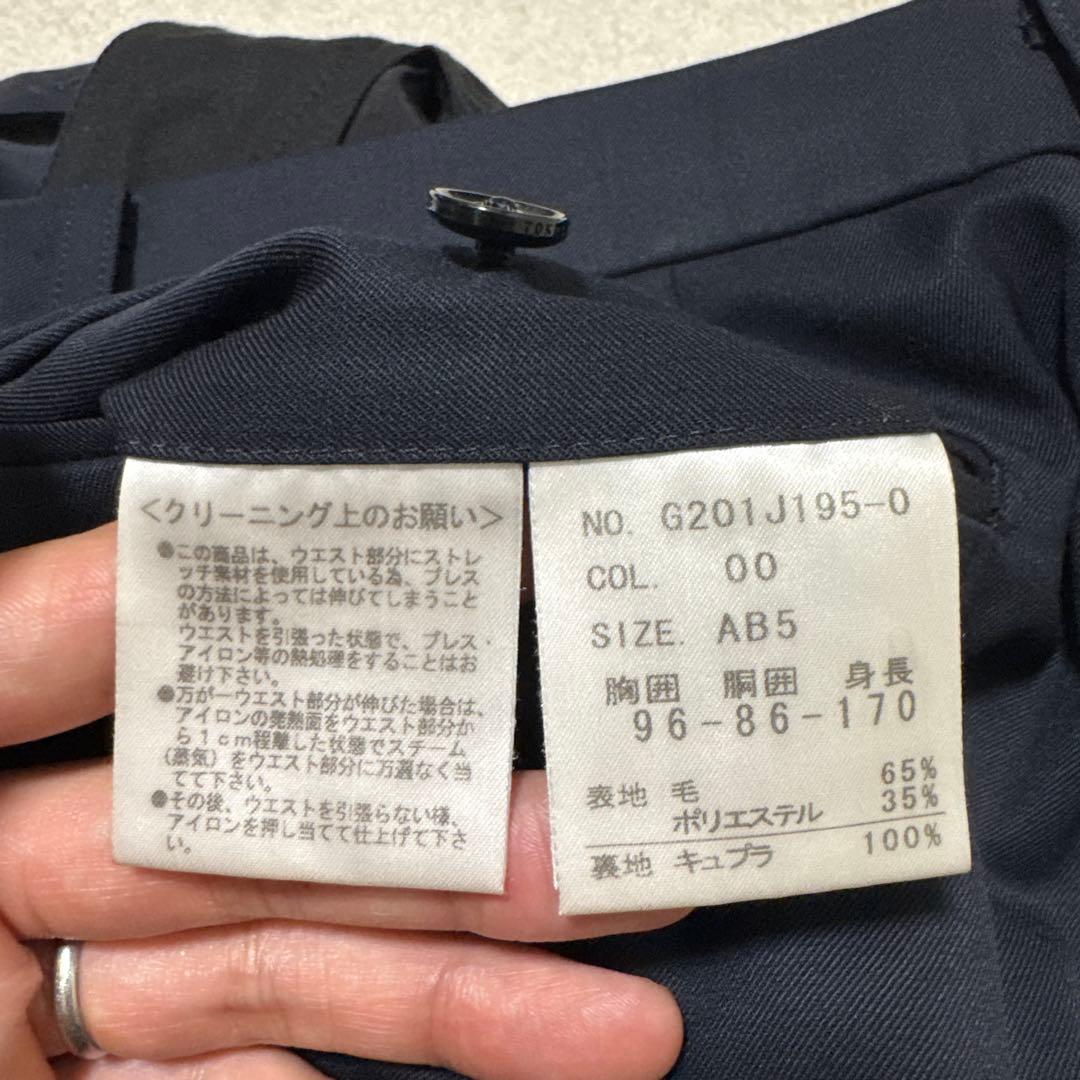 <クリーニング上のお願い>
●この商品は、ウエスト部分にストレ
ッチ素材を使用している為、プレス
の方法によっては伸びてしまうこと
があります。
ウエストを引張った状態で、プレス・
アイロン等の熱処理をすることはお
避け下さい。
●万が一ウエスト部分が伸びた場合は、
アイロンの発熱面をウエスト部分か
ら1cm程離した状態でスチーム
(蒸気)をウエスト部分に万遍なく当
てて下さい。
●その後、ウエストを引張らない様、
アイロンを押し当てて仕上げて下さ
い。
NO. G201J195-0
COL. 00
SIZE. AB5
胸囲 胴囲 身長
96-86-170
表地 毛 65%
ポリエステル 35%
裏地 キュプラ 100%